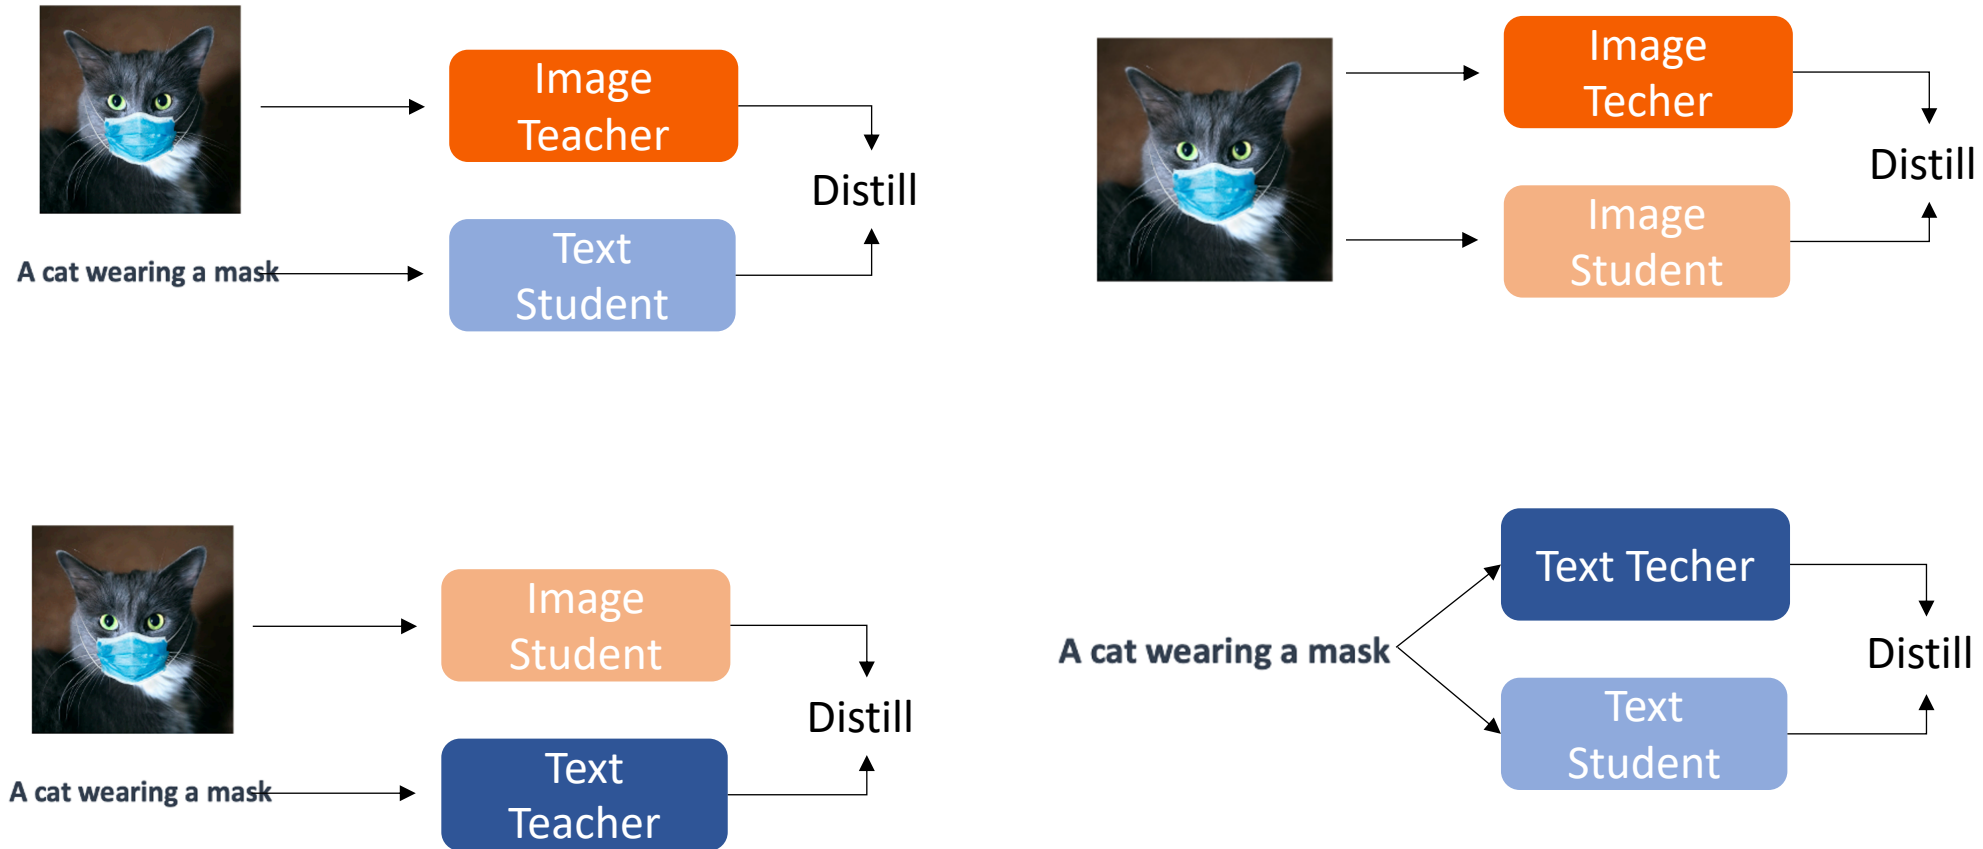 Image
Teacher
Distill
Text
Student
A cat wearing a mask
Image
Techer
Distill
Image
Student
Image
Student
Distill
Text
Teacher
A cat wearing a mask
Text Techer
A cat wearing a mask
Distill
Text
Student